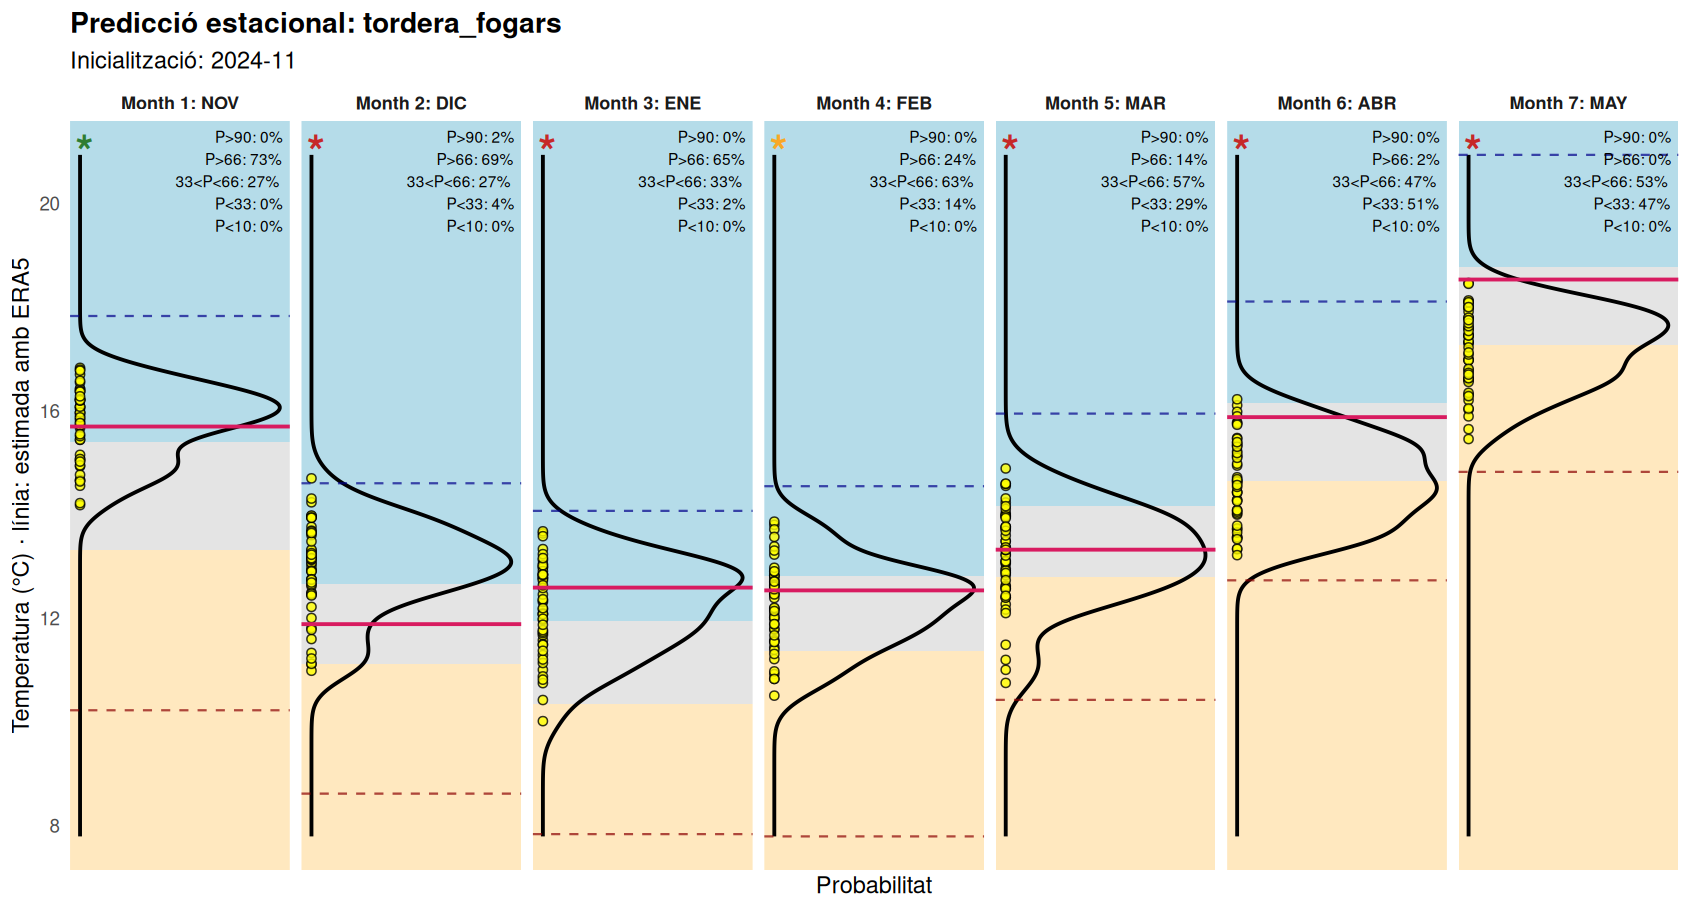 Predicció estacional: tordera_fogars
Inicialització: 2024-11
Month 1: NOV
Month 2: DIC
Month 3: ENE
Month 4: FEB
Month 5: MAR
Month 6: ABR
Month 7: MAY
*
P>90: 0%
P>66: 73%
33<P<66: 27%
P<33: 0%
P<10: 0%
*
P>90: 2%
P>66: 69%
33<P<66: 27%
P<33: 4%
P<10: 0%
*
P>90: 0%
P>66: 65%
33<P<66: 33%
P<33: 2%
P<10: 0%
*
P>90: 0%
P>66: 24%
33<P<66: 63%
P<33: 14%
P<10: 0%
*
P>90: 0%
P>66: 14%
33<P<66: 57%
P<33: 29%
P<10: 0%
*
P>90: 0%
P>66: 2%
33<P<66: 47%
P<33: 51%
P<10: 0%
*
P>90: 0%
P>66: 0%
33<P<66: 53%
P<33: 47%
P<10: 0%
20
16
12
8
Temperatura (°C) · línia: estimada amb ERA5
Probabilitat